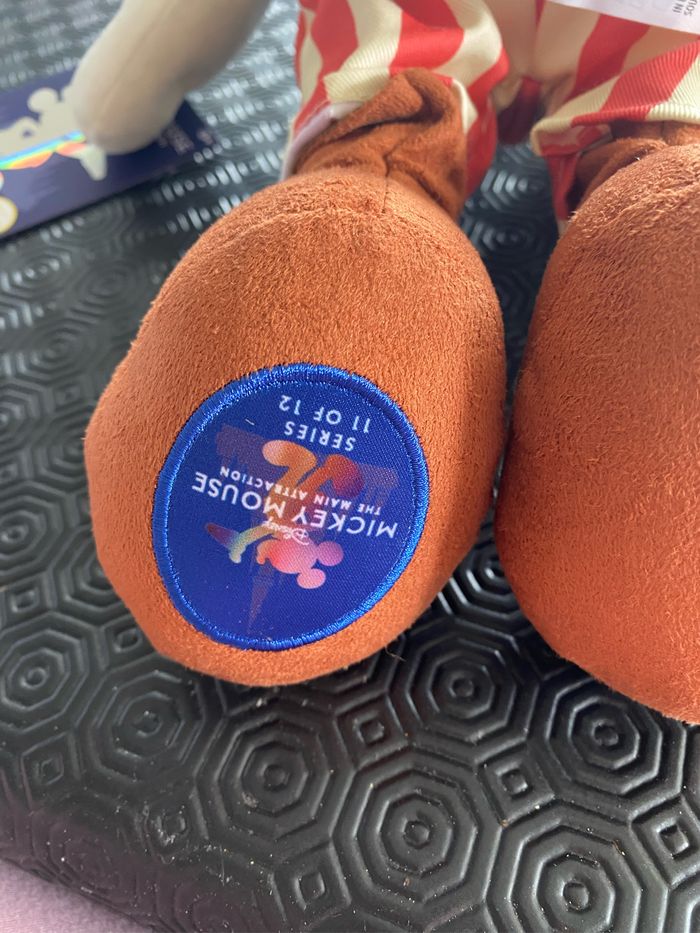 Disney
MICKEY MOUSE
THE MAIN ATTRACTION
SERIES
11 OF 12